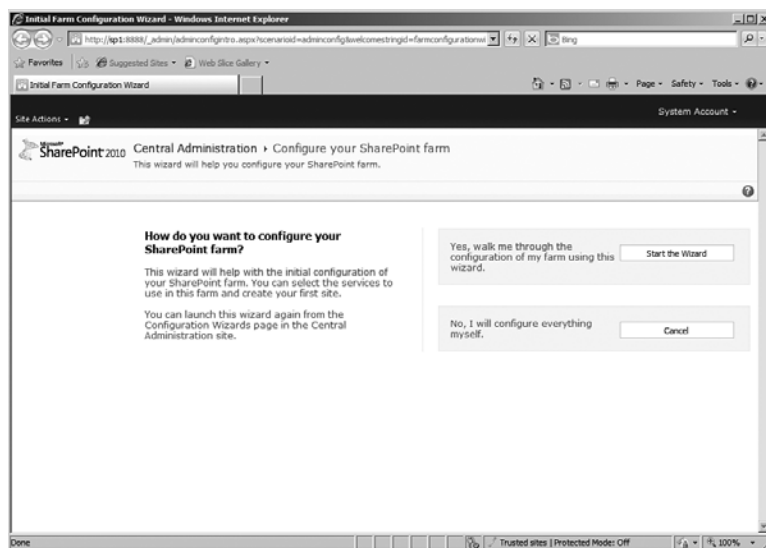 Initial Farm Configuration Wizard - Windows Internet Explorer
http://sp1:8888/_admin/adminconfigintro.aspx?scenarioid=adminconfig&welcomestringid=farmconfigurationwi
Bing
Favorites
Suggested Sites
Web Slice Gallery
Initial Farm Configuration Wizard
Page
Safety
Tools
Site Actions
System Account
Microsoft
SharePoint 2010
Central Administration
Configure your SharePoint farm
This wizard will help you configure your SharePoint farm.
How do you want to configure your
SharePoint farm?
This wizard will help with the initial configuration of
your SharePoint farm. You can select the services to
use in this farm and create your first site.
You can launch this wizard again from the
Configuration Wizards page in the Central
Administration site.
Yes, walk me through the
configuration of my farm using this
wizard.
Start the Wizard
No, I will configure everything
myself.
Cancel
Done
Trusted sites | Protected Mode: Off
100%